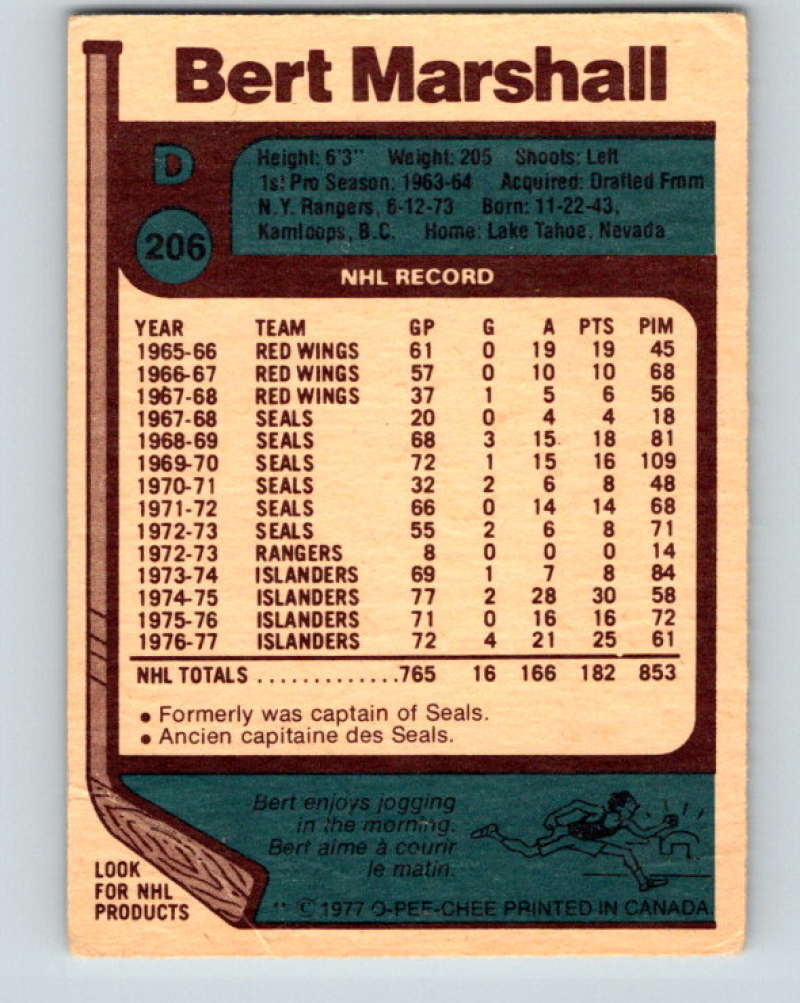 Bert Marshall
D
206
Height: 6'3" Weight: 205 Shoots: Left
1st Pro Season: 1963-64 Acquired: Drafted From
N.Y. Rangers, 6-12-73 Born: 11-22-43,
Kamloops, B.C. Home: Lake Tahoe, Nevada
NHL RECORD
YEAR TEAM GP G A PTS PIM
1965-66 RED WINGS 61 0 19 19 45
1966-67 RED WINGS 57 0 10 10 68
1967-68 RED WINGS 37 1 5 6 56
1967-68 SEALS 20 0 4 4 18
1968-69 SEALS 68 3 15 18 81
1969-70 SEALS 72 1 15 16 109
1970-71 SEALS 32 2 6 8 48
1971-72 SEALS 66 0 14 14 68
1972-73 SEALS 55 2 6 8 71
1972-73 RANGERS 8 0 0 0 14
1973-74 ISLANDERS 69 1 7 8 84
1974-75 ISLANDERS 77 2 28 30 58
1975-76 ISLANDERS 71 0 16 16 72
1976-77 ISLANDERS 72 4 21 25 61
NHL TOTALS .............765 16 166 182 853
• Formerly was captain of Seals.
• Ancien capitaine des Seals.
Bert enjoys jogging
in the morning.
Bert aime à courir
le matin.
LOOK
FOR NHL
PRODUCTS
** © 1977 O-PEE-CHEE PRINTED IN CANADA